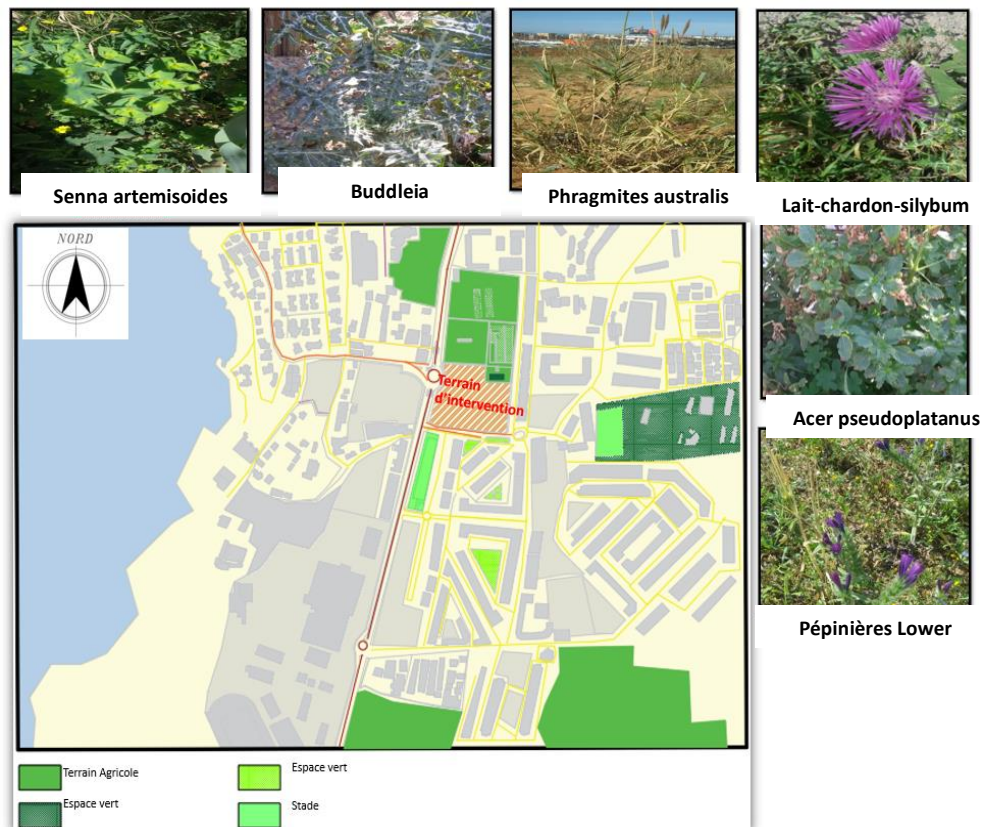 Senna artemisoides
Buddleia
Phragmites australis
Lait-chardon-silybum
NORD
Terrain
d'intervention
Acer pseudoplatanus
Pépinières Lower
Terrain Agricole
Espace vert
Espace vert
Stade